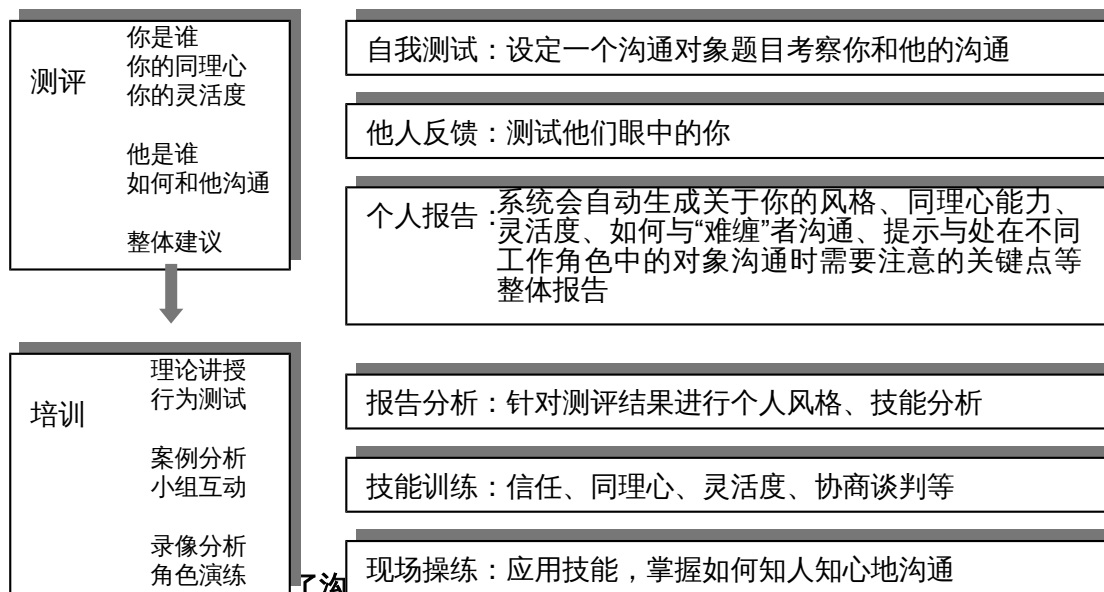 测评
你是谁
你的同理心
你的灵活度
他是谁
如何和他沟通
整体建议
自我测试：设定一个沟通对象题目考察你和他的沟通
他人反馈：测试他们眼中的你
个人报告：
系统会自动生成关于你的风格、同理心能力、
灵活度、如何与“难缠”者沟通、提示与处在不同
工作角色中的对象沟通时需要注意的关键点等
整体报告
培训
理论讲授
行为测试
案例分析
小组互动
录像分析
角色演练
报告分析：针对测评结果进行个人风格、技能分析
技能训练：信任、同理心、灵活度、协商谈判等
现场操练：应用技能，掌握如何知人知心地沟通
了沟